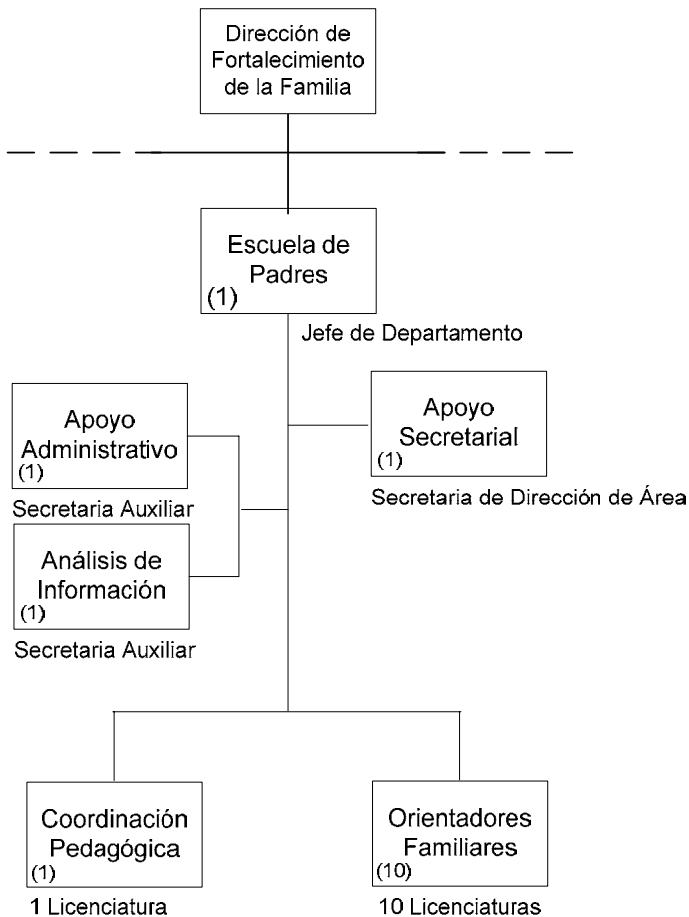 Dirección de
Fortalecimiento
de la Familia
Escuela de
Padres
(1)
Jefe de Departamento
Apoyo
Administrativo
(1)
Secretaria Auxiliar
Apoyo
Secretarial
(1)
Secretaria de Dirección de Área
Análisis de
Información
(1)
Secretaria Auxiliar
Coordinación
Pedagógica
(1)
1 Licenciatura
Orientadores
Familiares
(10)
10 Licenciaturas